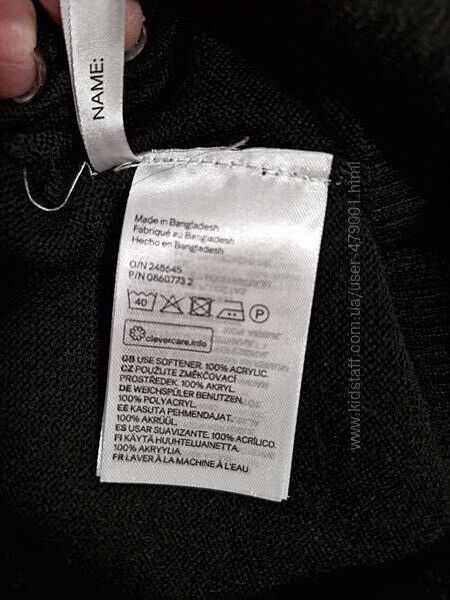 NAME:
Made in Bangladesh
Fabriqué au Bangladesh
Hecho en Bangladesh
O/N 248645
P/N 0860773 2
40
P
clevercare.info
GB USE SOFTENER. 100% ACRYLIC.
CZ POUŽIJTE ZMĚKČOVACÍ
PROSTŘEDEK. 100% AKRYL.
DE WEICHSPÜLER BENUTZEN.
100% POLYACRYL.
EE KASUTA PEHMENDAJAT.
100% AKRÜÜL.
ES USAR SUAVIZANTE. 100% ACRÍLICO.
FI KÄYTÄ HUUHTELUAINETTA.
100% AKRYYLIA
FR LAVER À LA MACHINE À L'EAU
www.kidstaff.com.ua/user-479001.html